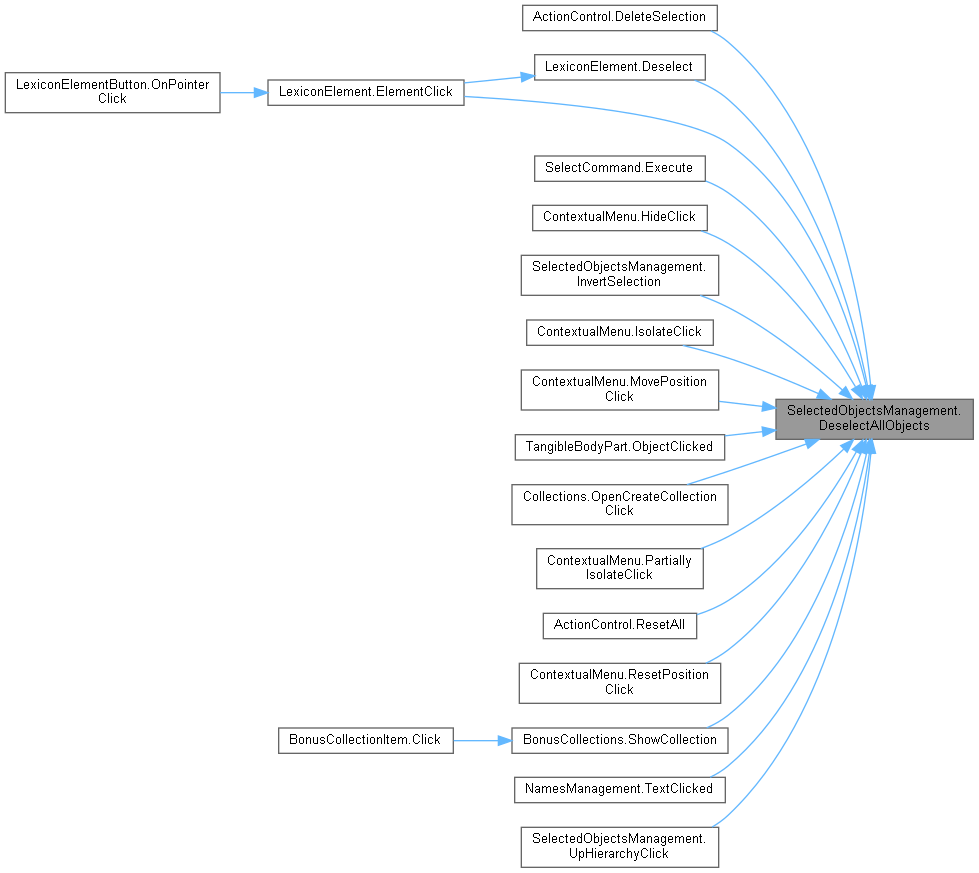 ActionControl.DeleteSelection
LexiconElement.Deselect
LexiconElementButton.OnPointer
Click
LexiconElement.ElementClick
SelectCommand.Execute
ContextualMenu.HideClick
SelectedObjectsManagement.
InvertSelection
ContextualMenu.IsolateClick
ContextualMenu.MovePosition
Click
SelectedObjectsManagement.
DeselectAllObjects
TangibleBodyPart.ObjectClicked
Collections.OpenCreateCollection
Click
ContextualMenu.Partially
IsolateClick
ActionControl.ResetAll
ContextualMenu.ResetPosition
Click
BonusCollectionItem.Click
BonusCollections.ShowCollection
NamesManagement.TextClicked
SelectedObjectsManagement.
UpHierarchyClick